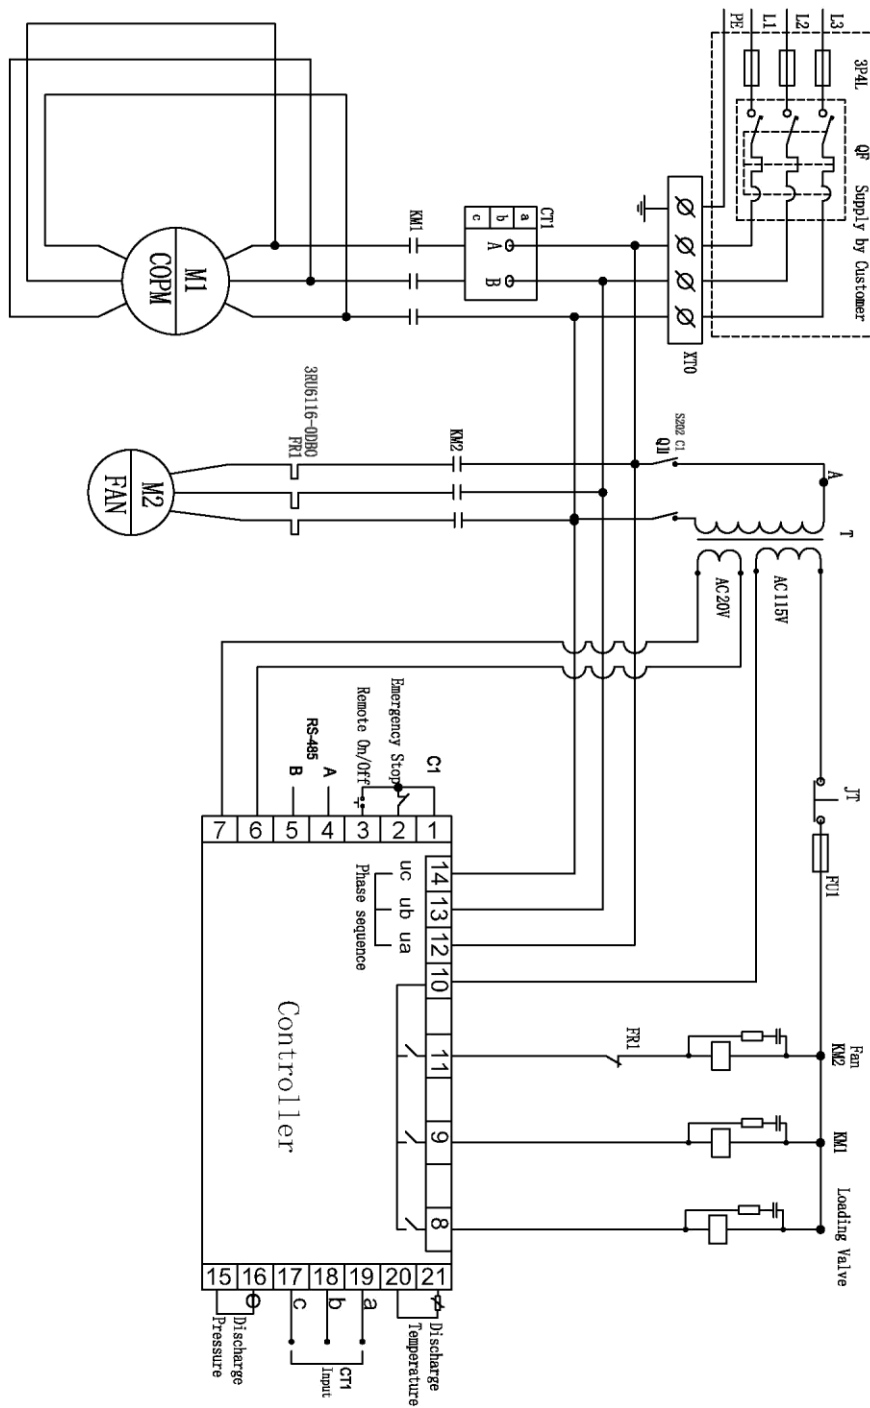 PE
L1
L2
L3
3P4L
QF
Supply by Customer
XT0
CT1
a
b
c
A
B
KM1
M1
COPM
3RU6116-0DB0
FR1
KM2
M2
FAN
S202 C1
A
T
AC20V
AC115V
JT
FU1
Emergency Stop
Remote On/Off
C1
RS-485
A
B
7
6
5
4
3
2
1
14
13
12
10
11
9
8
uc
ub
ua
Phase sequence
Controller
FR1
Fan
KM2
KM1
Loading Valve
15
16
17
18
19
20
21
c
b
a
Discharge
Pressure
CT1
Input
Discharge
Temperature